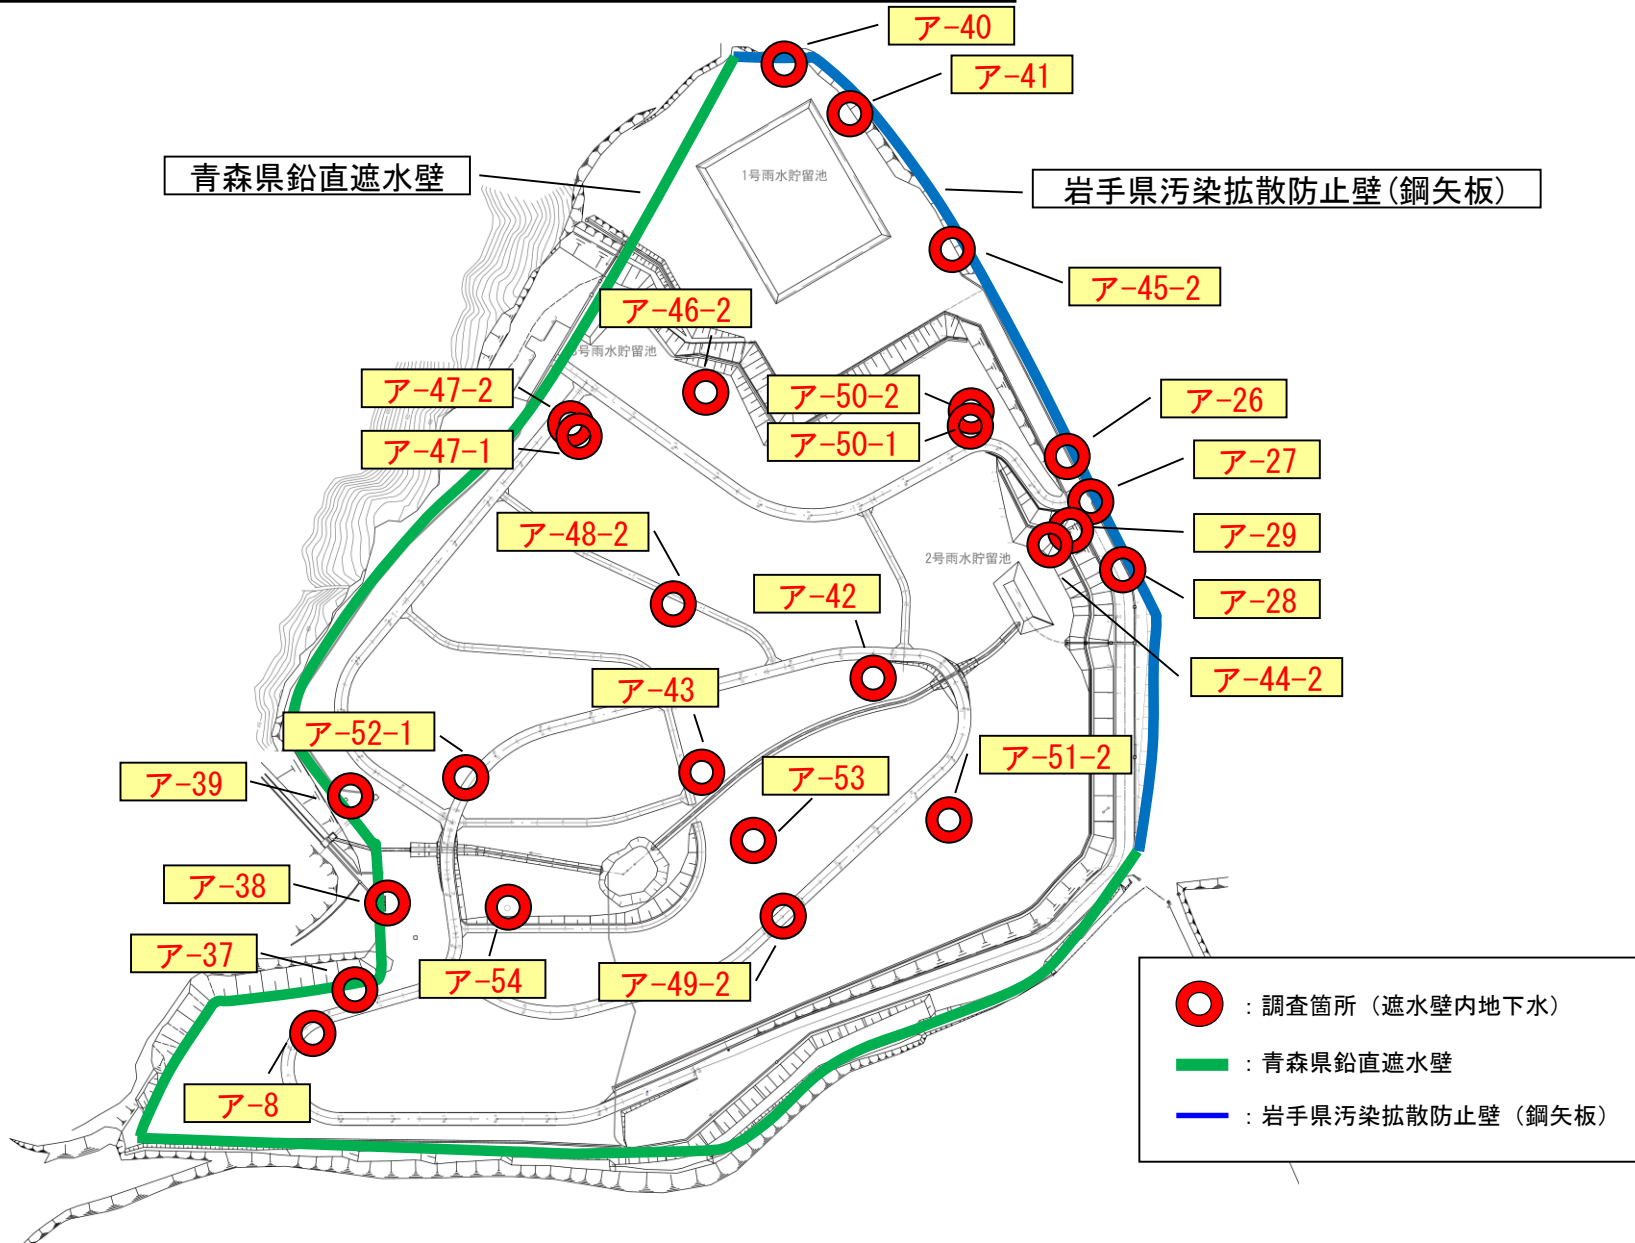 ア-40
ア-41
青森県鉛直遮水壁
1号雨水貯留池
岩手県汚染拡散防止壁(鋼矢板)
ア-45-2
ア-46-2
号雨水貯留池
ア-47-2
ア-50-2
ア-26
ア-47-1
ア-50-1
ア-27
ア-48-2
ア-29
2号雨水貯留池
ア-42
ア-28
ア-43
ア-44-2
ア-52-1
ア-51-2
ア-39
ア-53
ア-38
ア-37
ア-54
ア-49-2
ア-8
：調査箇所（遮水壁内地下水）
：青森県鉛直遮水壁
：岩手県汚染拡散防止壁（鋼矢板）